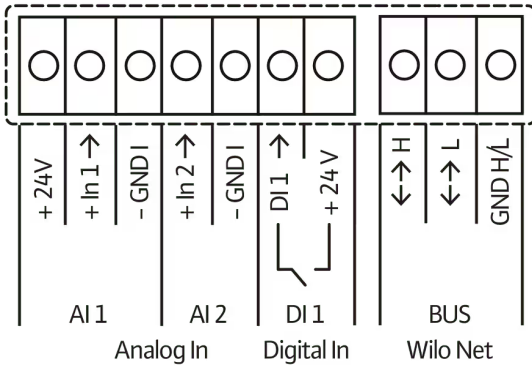 + 24V
+ In 1 →
- GND I
+ In 2 →
- GND I
DI 1 →
+ 24 V
<--> H
<--> L
GND H/L
AI 1
AI 2
DI 1
BUS
Analog In
Digital In
Wilo Net